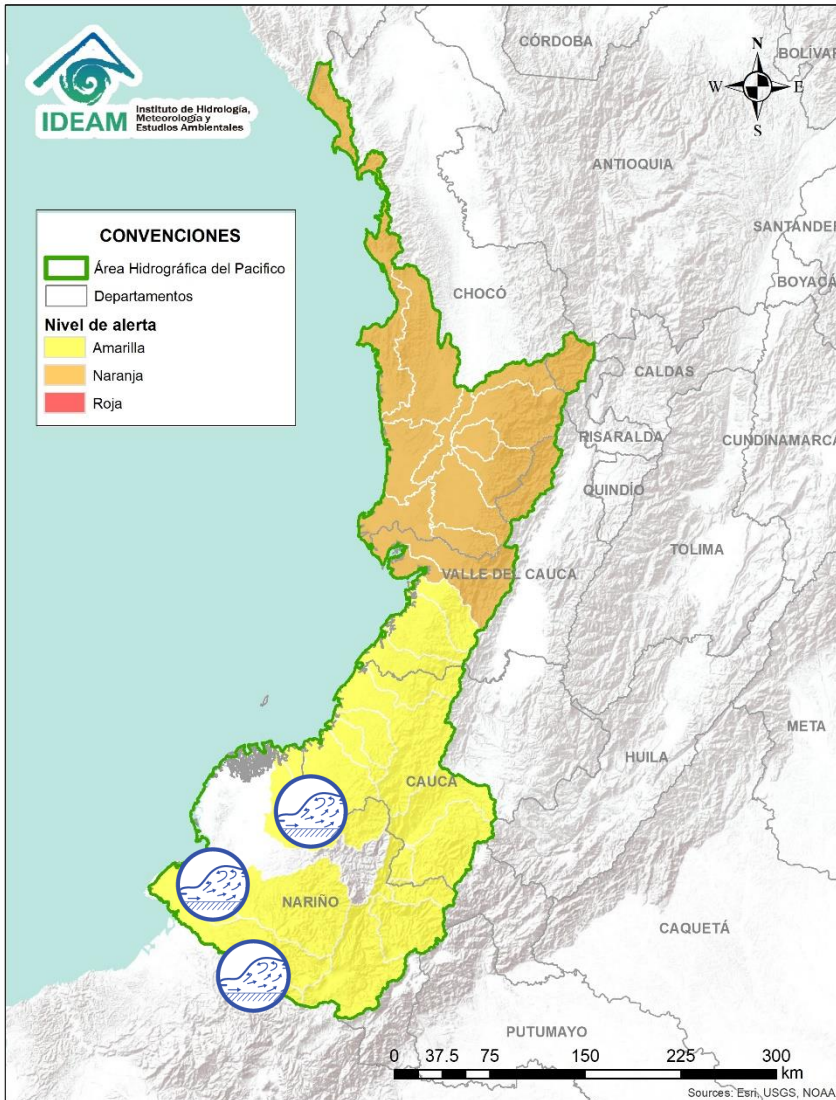 IDEAM
Instituto de Hidrología,
Meteorología y
Estudios Ambientales
CONVENCIONES
Área Hidrográfica del Pacifico
Departamentos
Nivel de alerta
Amarilla
Naranja
Roja
N
W
E
S
CÓRDOBA
BOLÍVAR
ANTIOQUIA
SANTANDER
BOYACÁ
CHOCÓ
CALDAS
RISARALDA
CUNDINAMARCA
QUINDÍO
TOLIMA
VALLE DEL CAUCA
META
HUILA
CAUCA
NARIÑO
CAQUETÁ
PUTUMAYO
0 37.5 75 150 225 300
km
Sources: Esri, USGS, NOAA